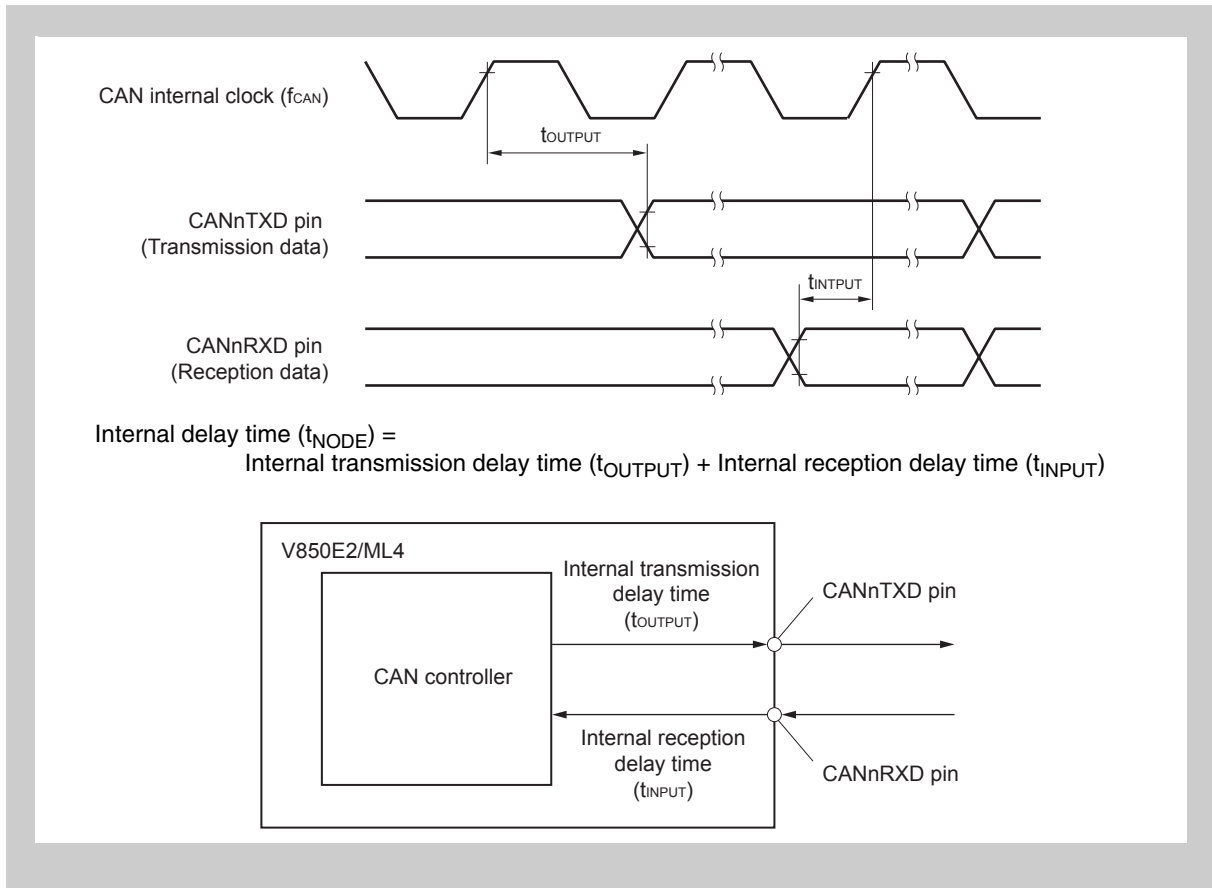 CAN internal clock (fCAN)
tOUTPUT
CANnTXD pin
(Transmission data)
tINTPUT
CANnRXD pin
(Reception data)
Internal delay time (tNODE) =
Internal transmission delay time (tOUTPUT) + Internal reception delay time (tINPUT)
V850E2/ML4
Internal transmission
delay time
(tOUTPUT)
CANnTXD pin
CAN controller
Internal reception
delay time
(tINPUT)
CANnRXD pin